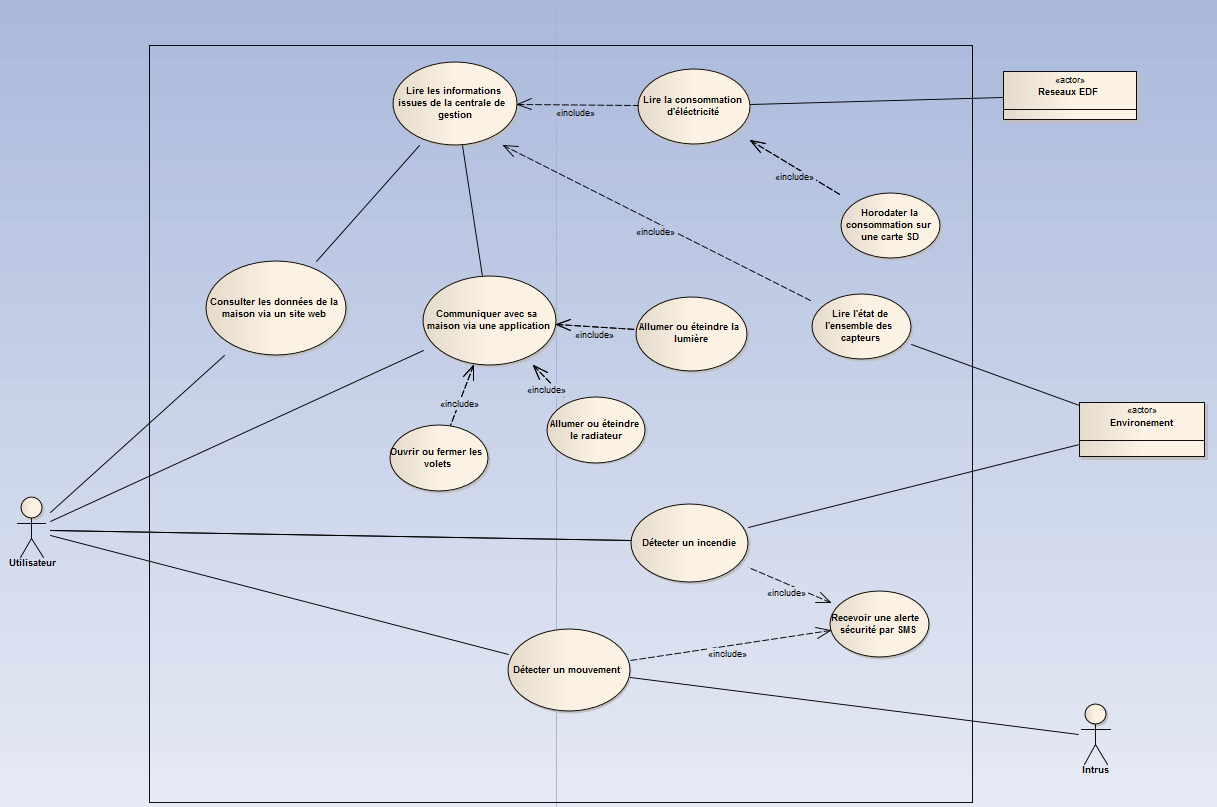 Lire les informations
issues de la centrale de
gestion
«include»
Lire la consommation
d'éléctricité
«actor»
Reseaux EDF
«include»
Horodater la
consommation sur
une carte SD
«include»
Consulter les données de la
maison via un site web
Communiquer avec sa
maison via une application
«include»
Allumer ou éteindre la
lumière
Lire l'état de
l'ensemble des
capteurs
«include»
«include»
Allumer ou éteindre
le radiateur
Ouvrir ou fermer les
volets
«actor»
Environement
Utilisateur
Détecter un incendie
«include»
Recevoir une alerte
sécurité par SMS
«include»
Détecter un mouvement
Intrus